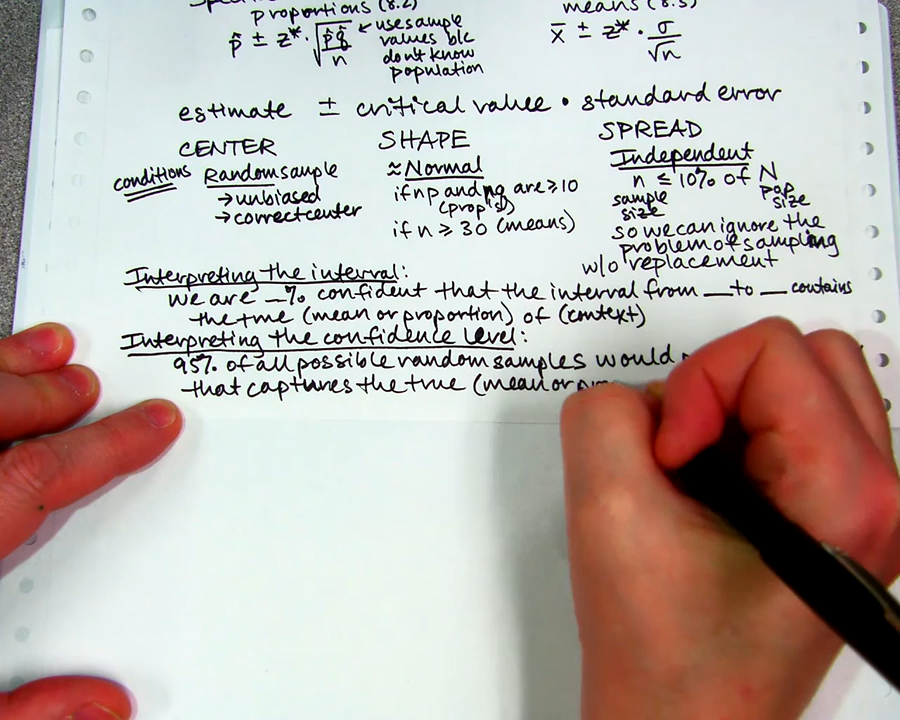 proportions (8.2)
means (8.3)
p̂ ± z* · √(p̂q̂/n) ← use sample
values b/c
don't know
population
x̄ ± z* · σ/√n
estimate ± critical value • standard error
CENTER
conditions Random sample
→ unbiased
→ correct center
SHAPE
≈ Normal
if np and nq are ≥ 10
(prop's)
if n ≥ 30 (means)
SPREAD
Independent
n ≤ 10% of N
sample size
pop size
so we can ignore the
problem of sampling
w/o replacement
Interpreting the interval:
we are __% confident that the interval from __ to __ contains
the true (mean or proportion) of (context)
Interpreting the confidence level:
95% of all possible random samples would
that captures the true (mean or